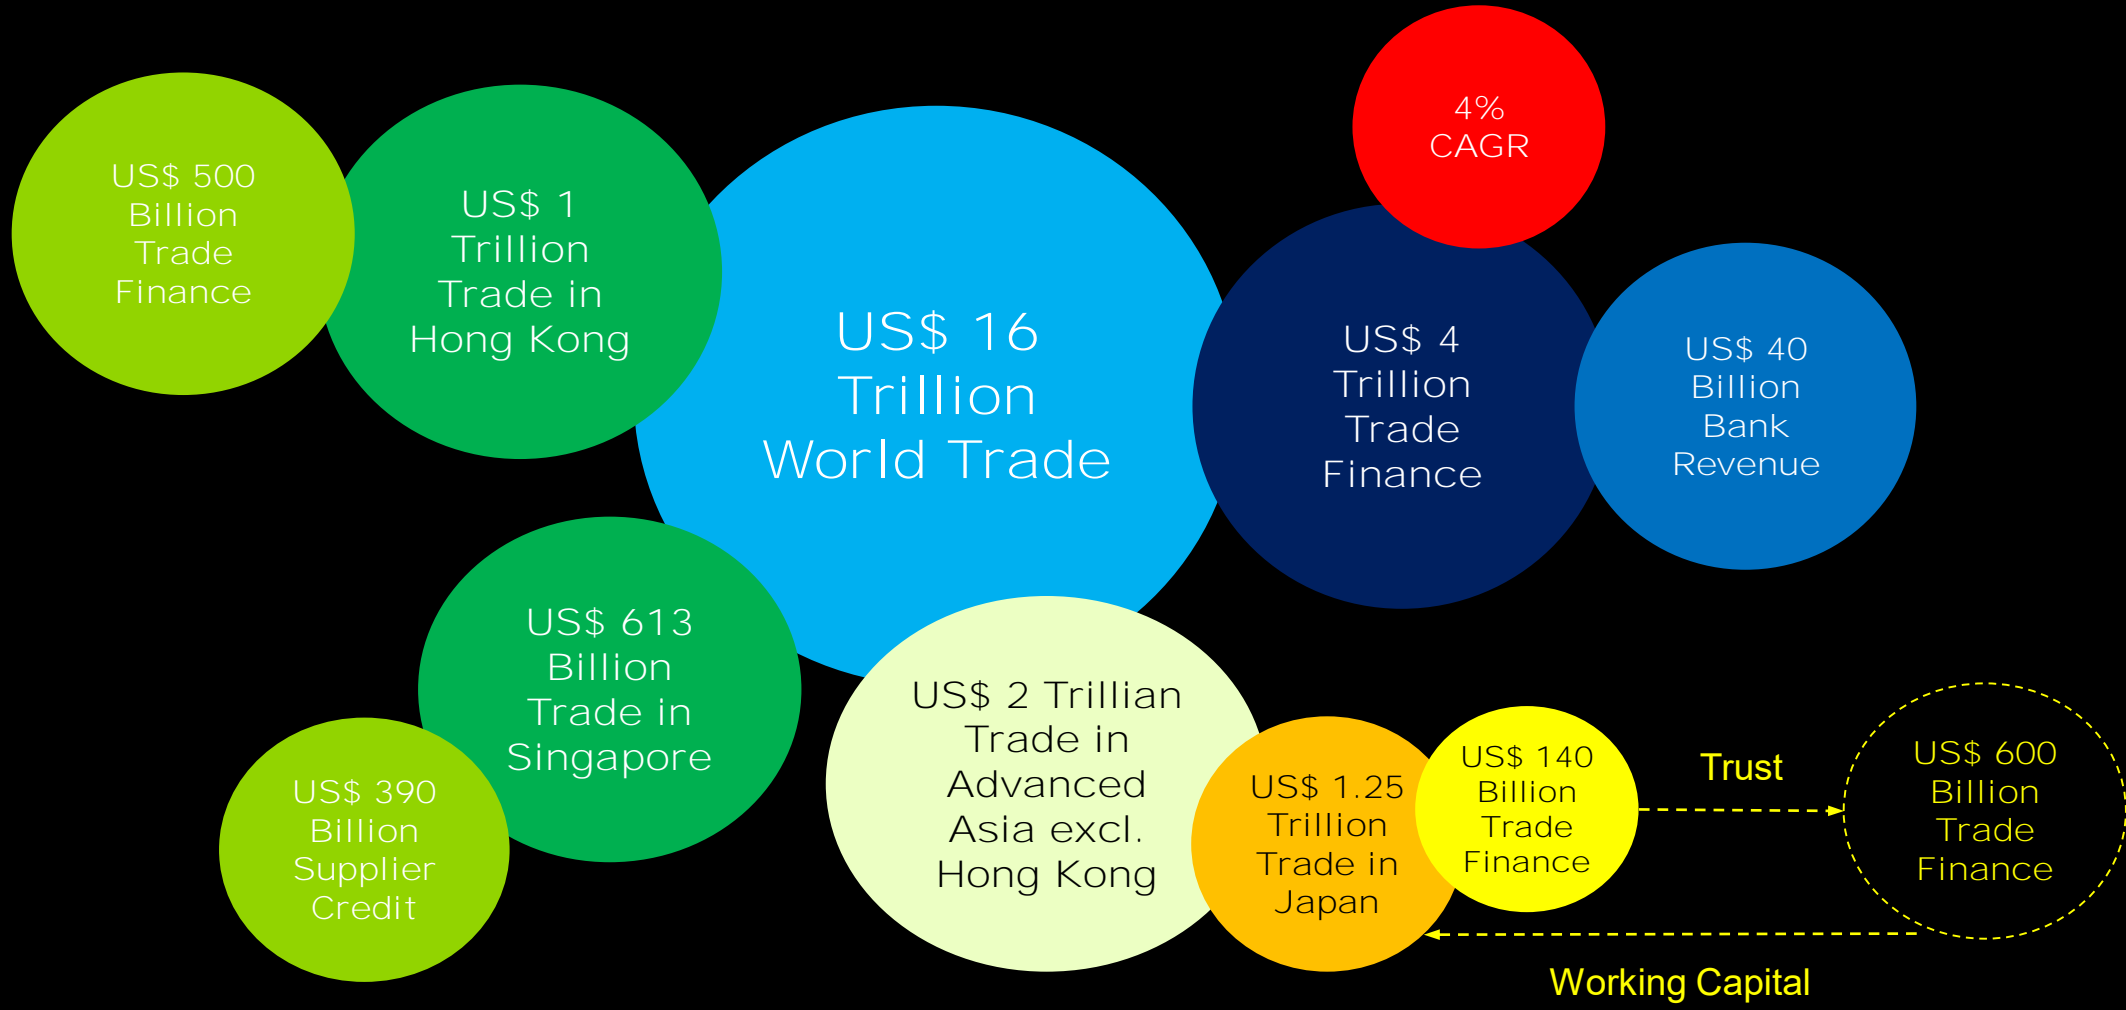 4%
CAGR
US$ 500
Billion
Trade
Finance
US$ 1
Trillion
Trade in
Hong Kong
US$ 16
Trillion
World Trade
US$ 4
Trillion
Trade
Finance
US$ 40
Billion
Bank
Revenue
US$ 613
Billion
Trade in
Singapore
US$ 390
Billion
Supplier
Credit
US$ 2 Trillian
Trade in
Advanced
Asia excl.
Hong Kong
US$ 1.25
Trillion
Trade in
Japan
US$ 140
Billion
Trade
Finance
Trust
US$ 600
Billion
Trade
Finance
Working Capital